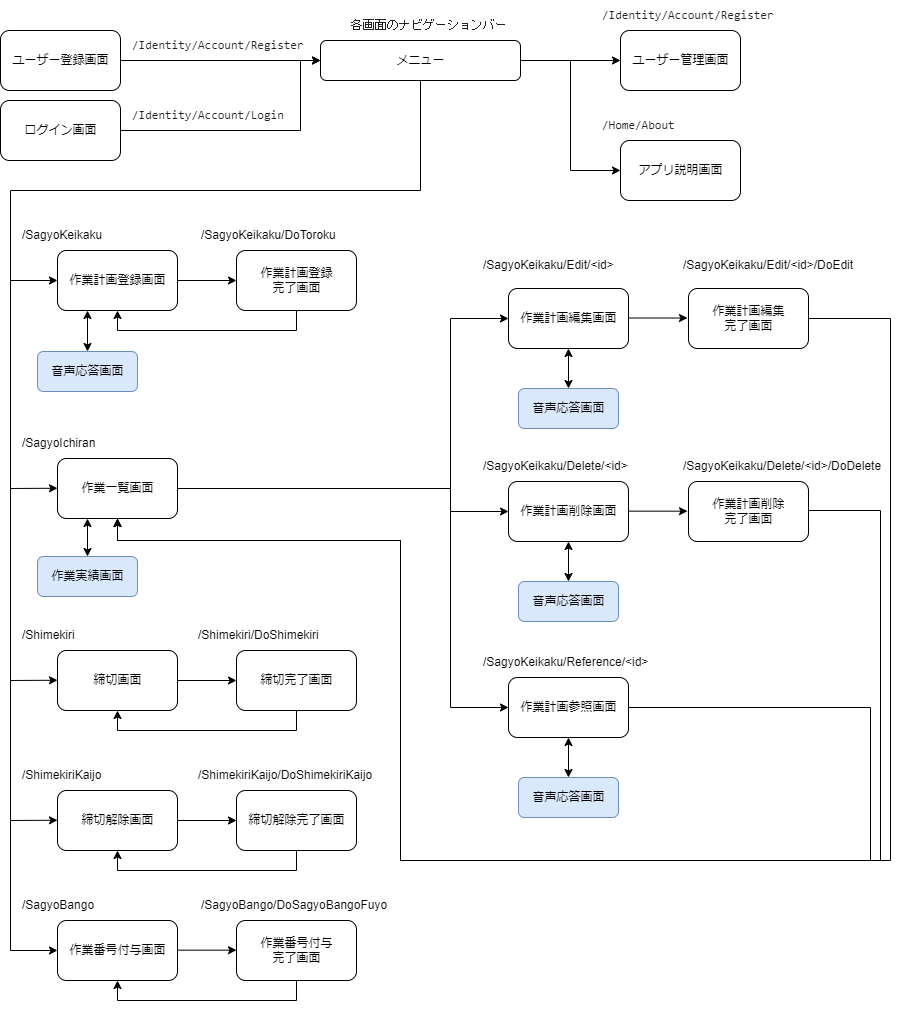 各画面のナビゲーションバー
/Identity/Account/Register
ユーザー登録画面
/Identity/Account/Register
メニュー
ユーザー管理画面
/Identity/Account/Login
ログイン画面
/Home/About
アプリ説明画面
/SagyoKeikaku
/SagyoKeikaku/DoToroku
作業計画登録画面
作業計画登録
完了画面
音声応答画面
/SagyoIchiran
作業一覧画面
作業実績画面
/SagyoKeikaku/Edit/<id>
/SagyoKeikaku/Edit/<id>/DoEdit
作業計画編集画面
作業計画編集
完了画面
音声応答画面
/SagyoKeikaku/Delete/<id>
/SagyoKeikaku/Delete/<id>/DoDelete
作業計画削除画面
作業計画削除
完了画面
音声応答画面
/SagyoKeikaku/Reference/<id>
作業計画参照画面
音声応答画面
/Shimekiri
/Shimekiri/DoShimekiri
締切画面
締切完了画面
/ShimekiriKaijo
/ShimekiriKaijo/DoShimekiriKaijo
締切解除画面
締切解除完了画面
/SagyoBango
/SagyoBango/DoSagyoBangoFuyo
作業番号付与画面
作業番号付与
完了画面